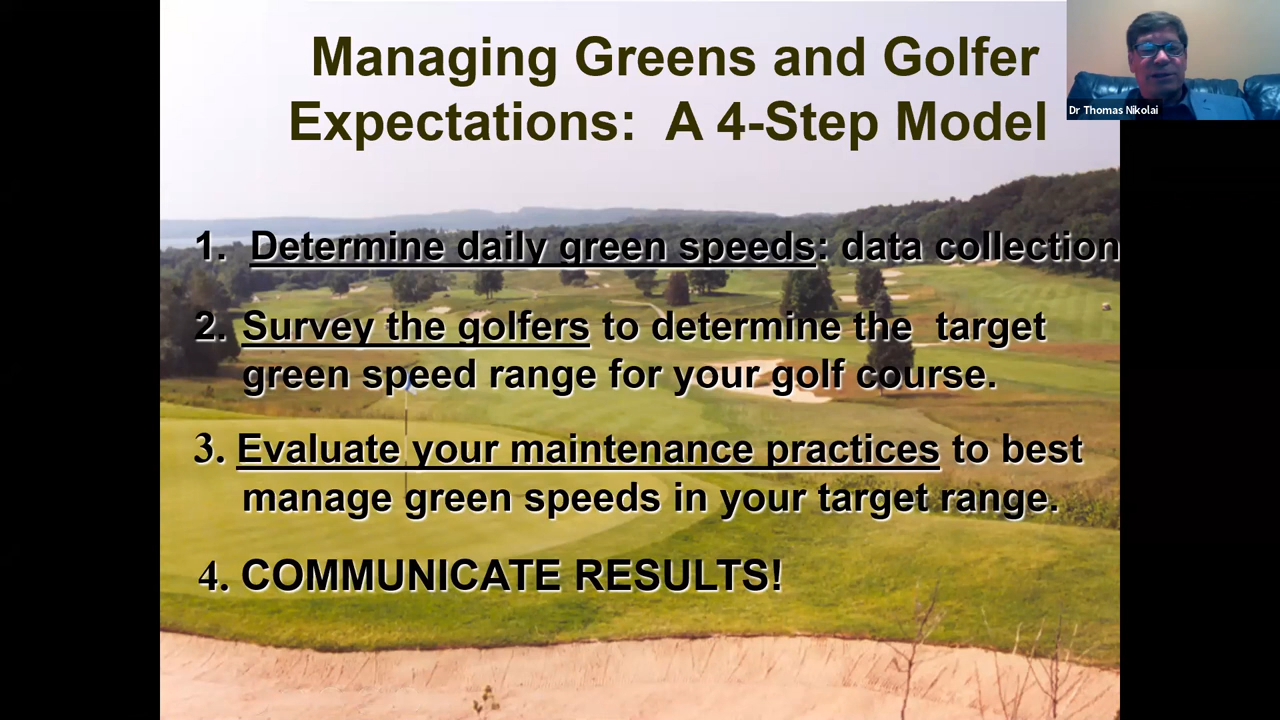 Managing Greens and Golfer
Expectations: A 4-Step Model
Dr Thomas Nikolai
1. Determine daily green speeds: data collection
2. Survey the golfers to determine the target
green speed range for your golf course.
3. Evaluate your maintenance practices to best
manage green speeds in your target range.
4. COMMUNICATE RESULTS!